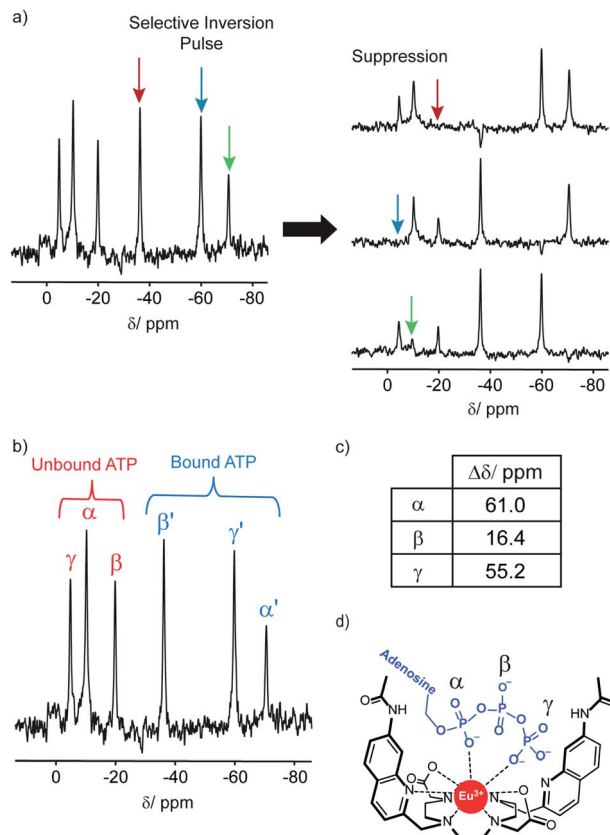 a)
Selective Inversion
Pulse
Suppression
0 -20 -40 -60 -80
δ/ ppm
0 -20 -40 -60 -80
δ/ ppm
b)
Unbound ATP
Bound ATP
γ α β β' γ' α'
0 -20 -40 -60 -80
δ/ ppm
c)
Δδ/ ppm
α 61.0
β 16.4
γ 55.2
d)
Adenosine
α β γ
O NH
O P O O⁻ O P O⁻ O O P O⁻ O⁻
HN O
N O O N Eu³⁺ N O O N
N N